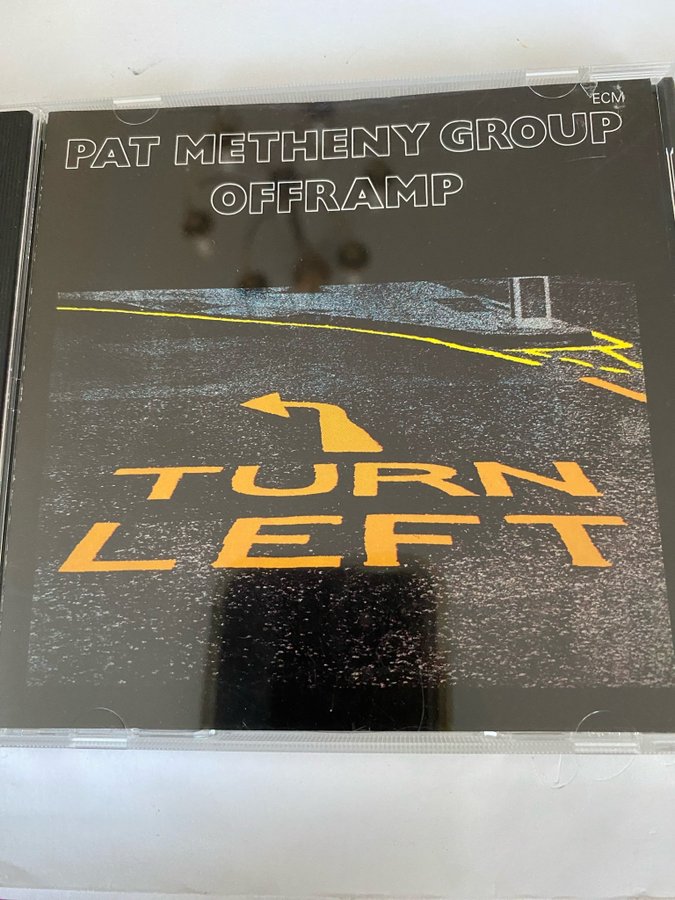 ECM
PAT METHENY GROUP
OFFRAMP
TURN
LEFT